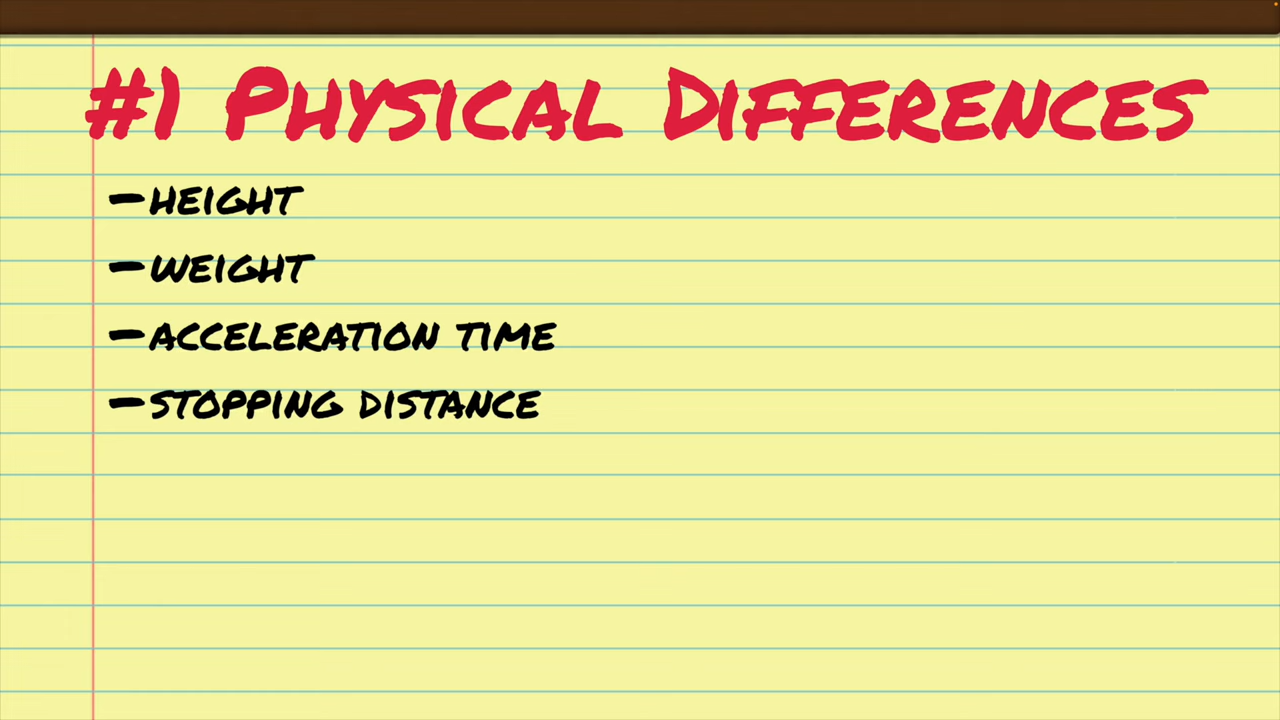 #1 Physical Differences
-HEIGHT
-WEIGHT
-ACCELERATION TIME
-STOPPING DISTANCE